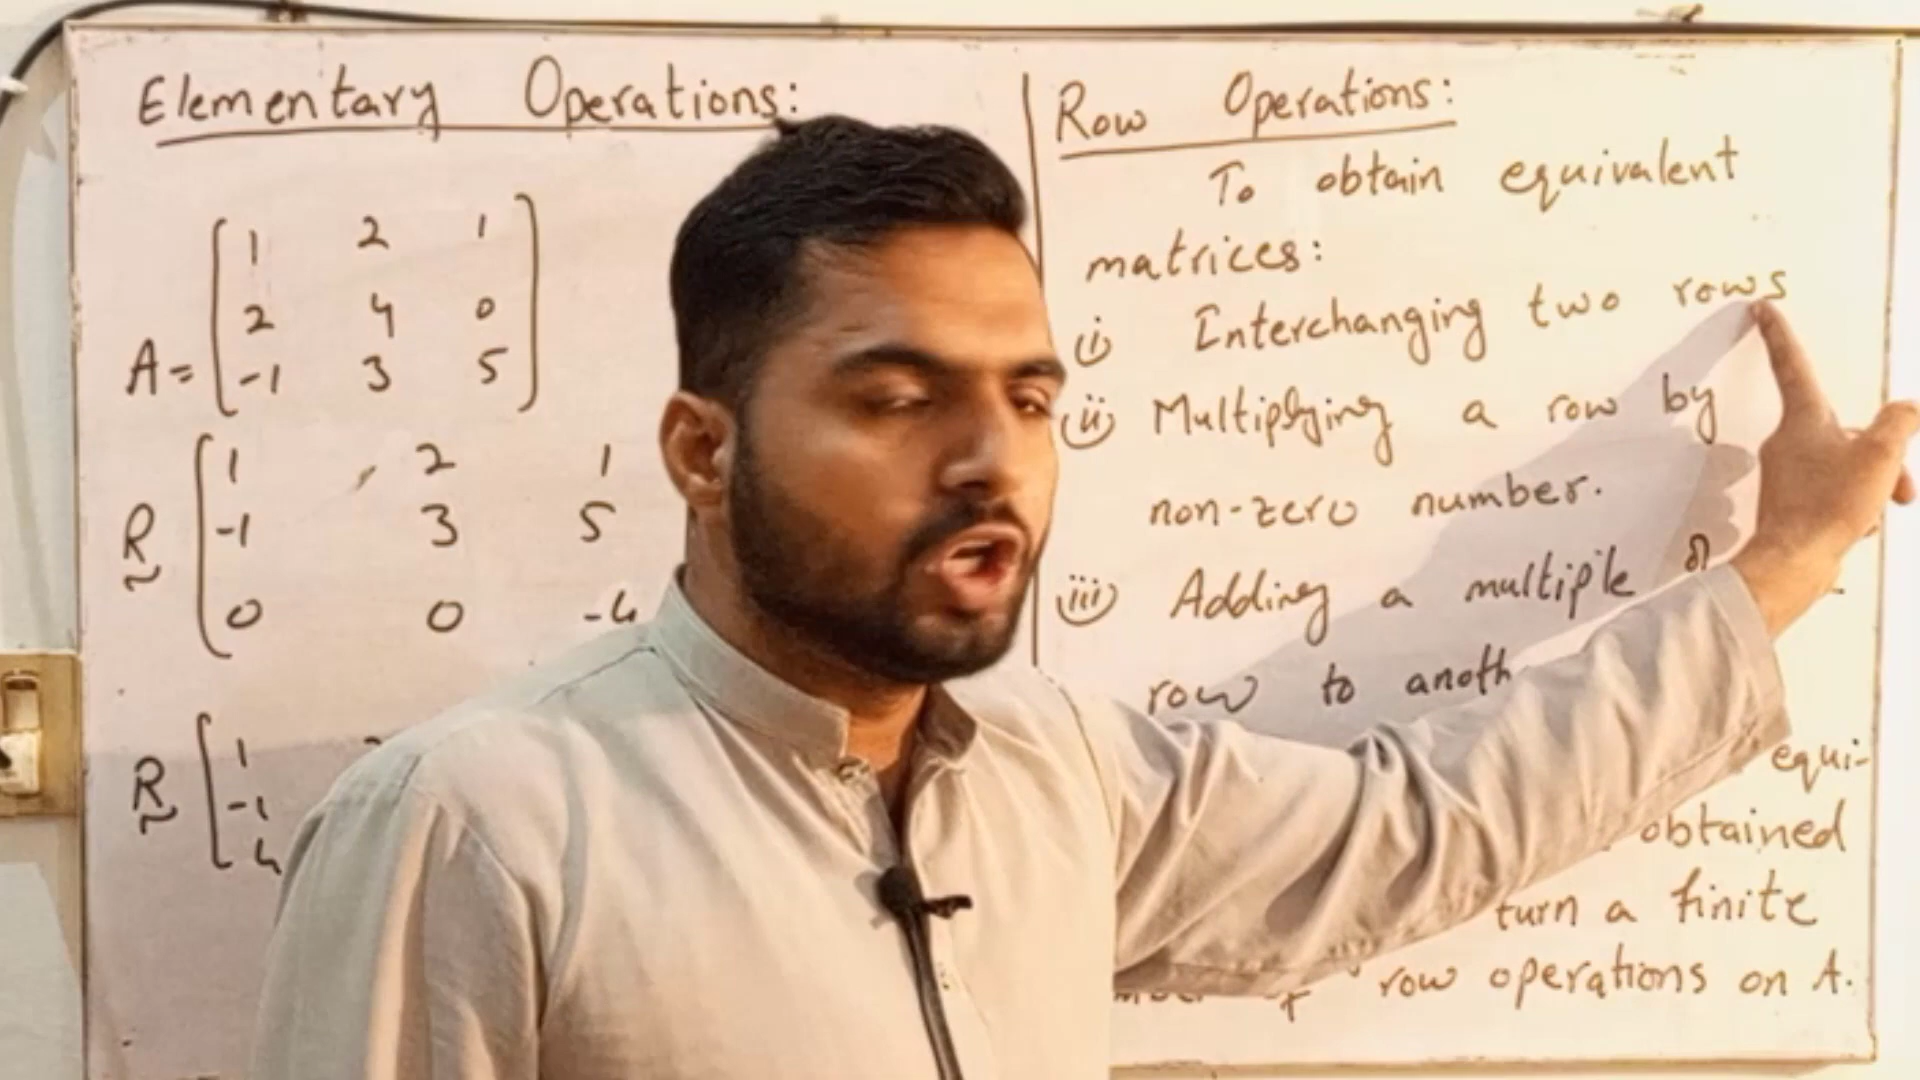 Elementary Operations:
A= [ 1 2 1
2 4 0
-1 3 5 ]
R ~ [ 1 2 1
-1 3 5
0 0 -4
R ~ [ 1
-1
4
Row Operations:
To obtain equivalent
matrices:
(i) Interchanging two rows
(ii) Multiplying a row by
non-zero number.
(iii) Adding a multiple of
row to anoth
equi-
obtained
turn a finite
row operations on A.